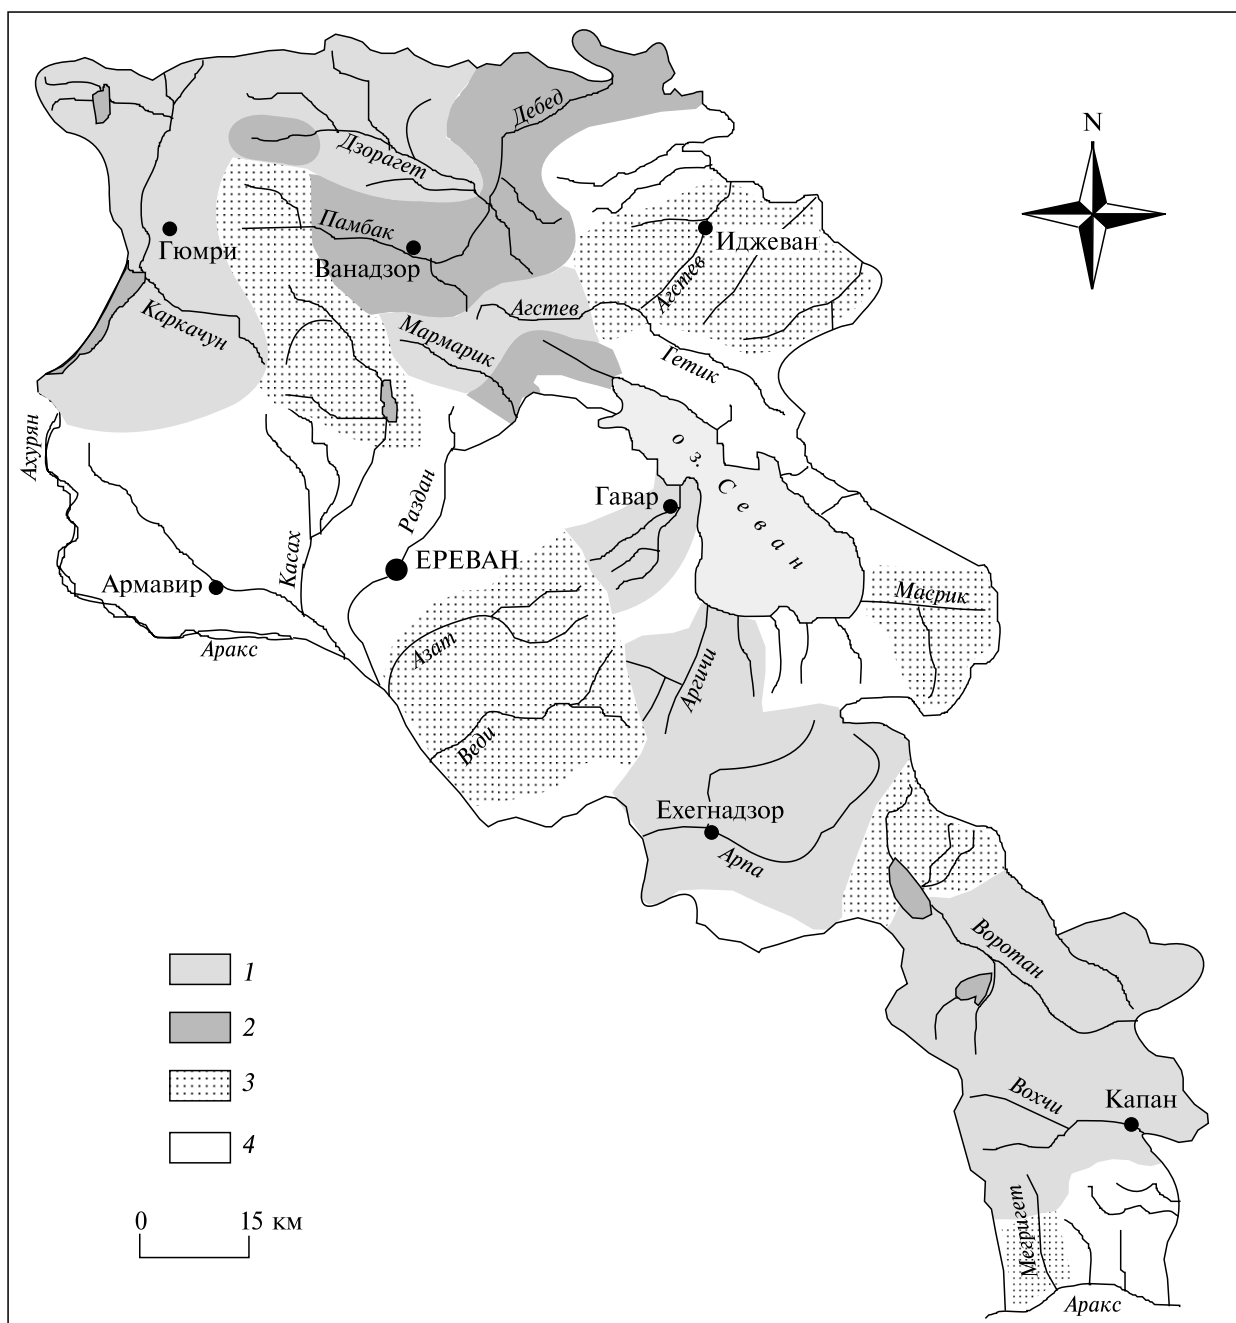 N
Дебед
Дзорагет
Памбак
Гюмри
Ванадзор
Иджеван
Агстев
Агстев
Каркачун
Мармарик
Гетик
Ахурян
оз. Севан
Гавар
Раздан
Касах
ЕРЕВАН
Армавир
Масрик
Аракс
Азат
Аргичи
Веди
Ехегнадзор
Арпа
Воротан
1
2
3
4
Вохчи
Капан
Мегригет
0 15 км
Аракс